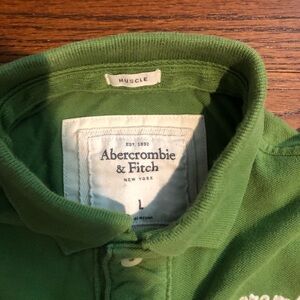 MUSCLE
EST. 1892
Abercrombie
& Fitch
NEW YORK
L